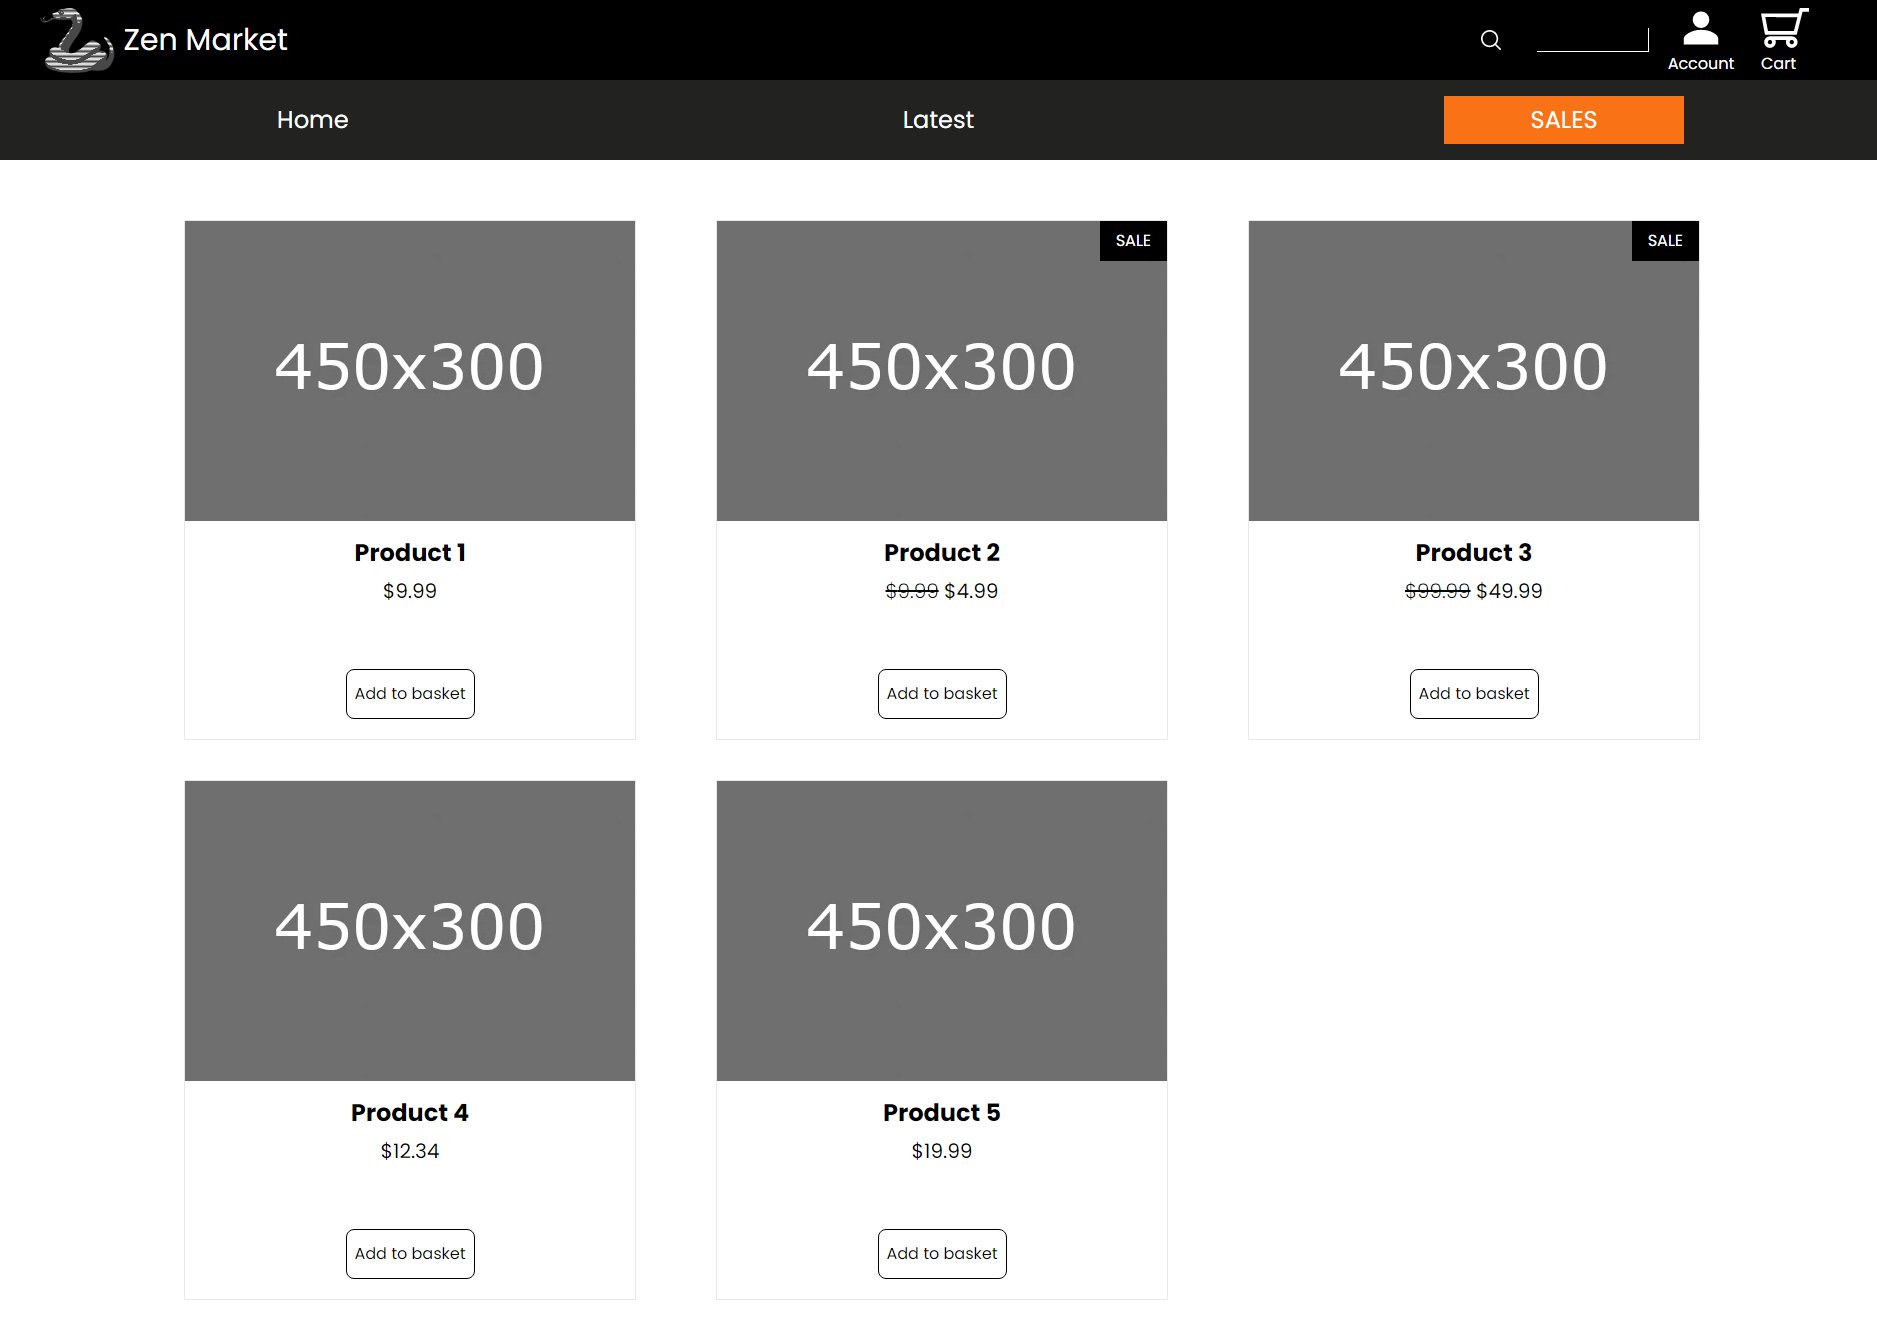 Zen Market
Account
Cart
Home
Latest
SALES
450x300
SALE
450x300
SALE
450x300
Product 1
$9.99
Add to basket
Product 2
$9.99 $4.99
Add to basket
Product 3
$99.99 $49.99
Add to basket
450x300
450x300
Product 4
$12.34
Add to basket
Product 5
$19.99
Add to basket